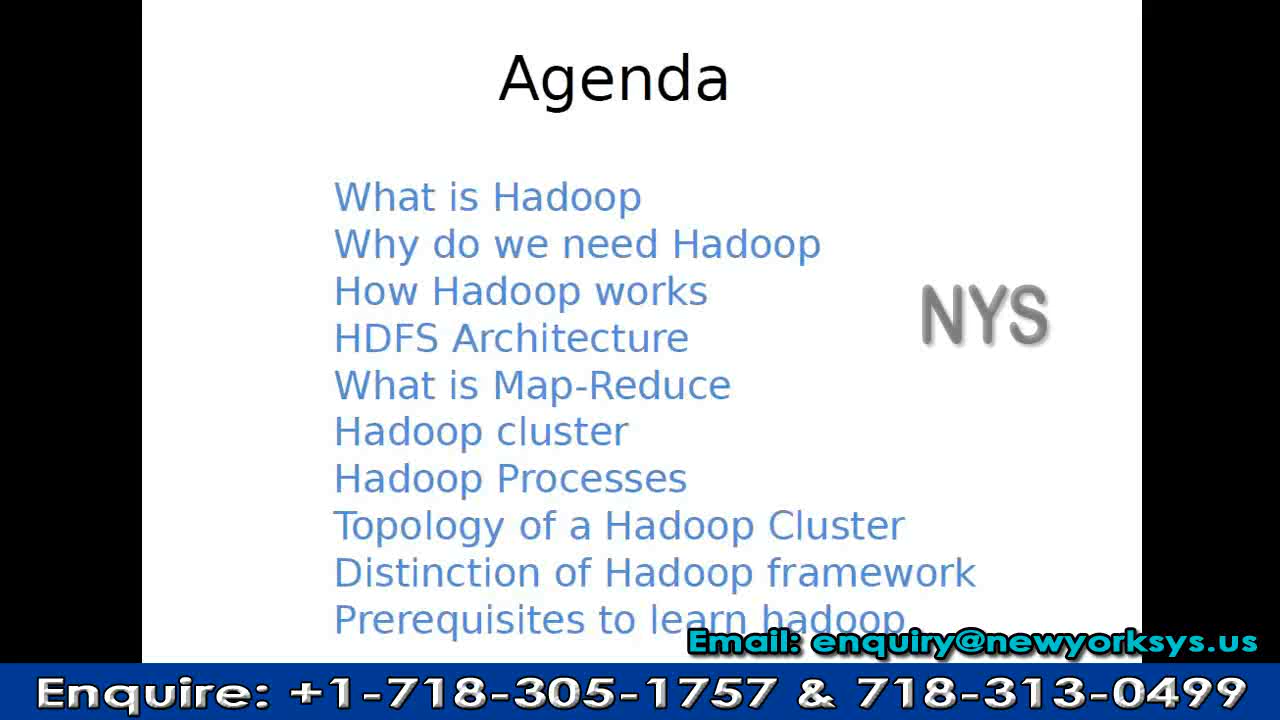 Agenda
What is Hadoop
Why do we need Hadoop
How Hadoop works
NYS
HDFS Architecture
What is Map-Reduce
Hadoop cluster
Hadoop Processes
Topology of a Hadoop Cluster
Distinction of Hadoop framework
Prerequisites to learn hadoop
Email: enquiry@newyorksys.us
Enquire: +1-718-305-1757 & 718-313-0499